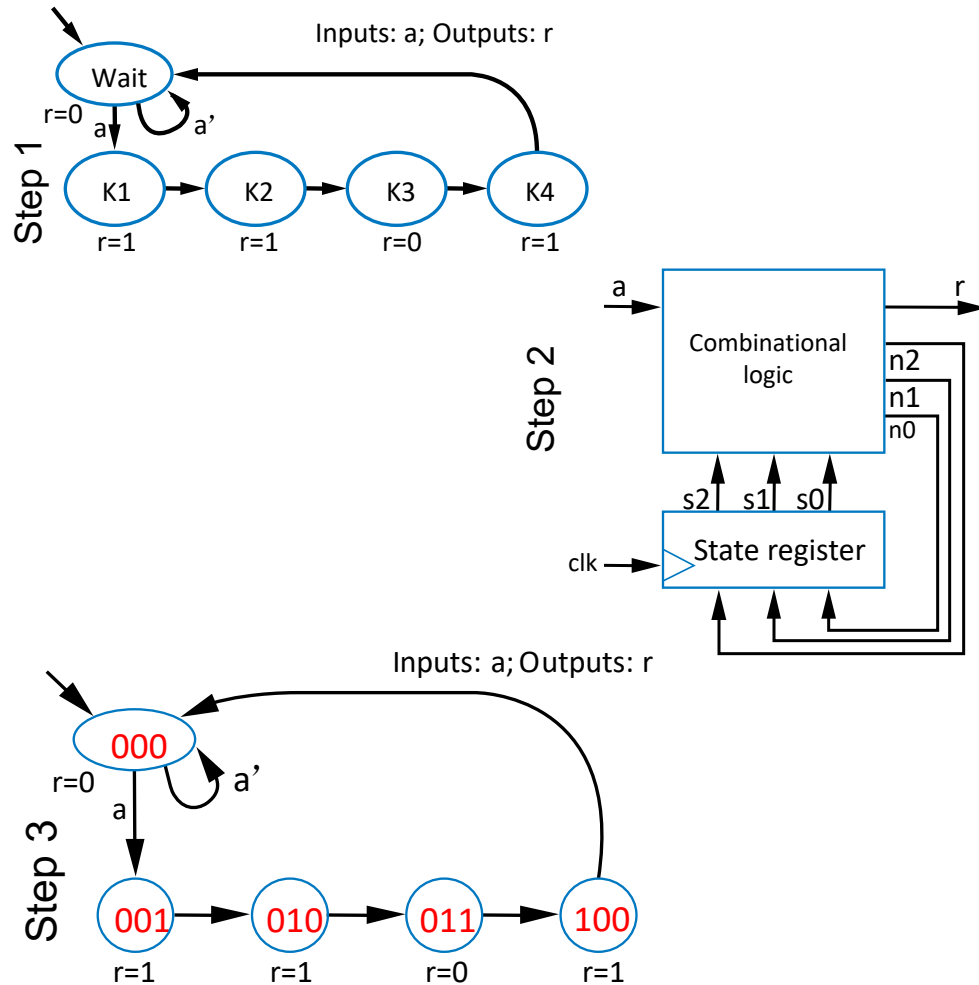 Inputs: a; Outputs: r
Wait
r=0
a
a’
Step 1
K1
K2
K3
K4
r=1
r=1
r=0
r=1
Step 2
a
Combinational
logic
r
n2
n1
n0
s2
s1
s0
clk
State register
Inputs: a; Outputs: r
000
r=0
a
a’
Step 3
001
010
011
100
r=1
r=1
r=0
r=1